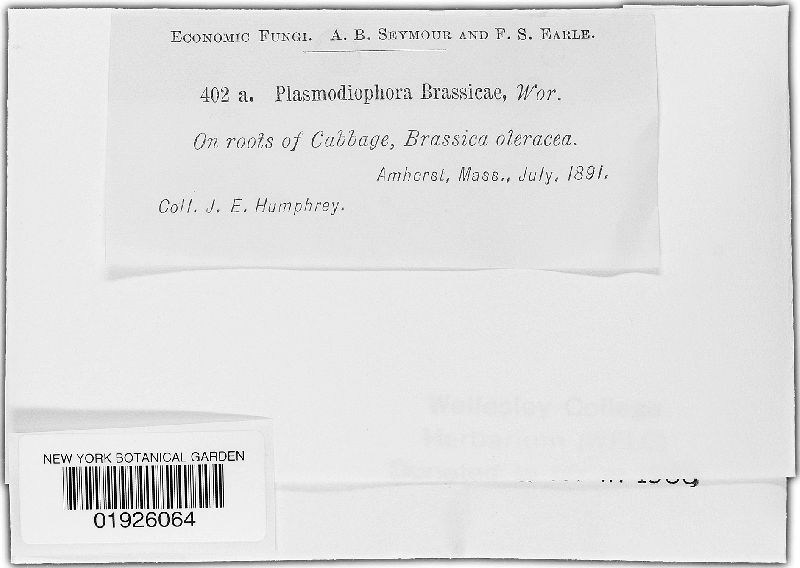 Economic Fungi. A. B. Seymour and F. S. Earle.
402 a. Plasmodiophora Brassicae, Wor.
On roots of Cabbage, Brassica oleracea.
Amherst, Mass., July, 1891.
Coll. J. E. Humphrey.
Wellesley College
Herbarium
NEW YORK BOTANICAL GARDEN
01926064